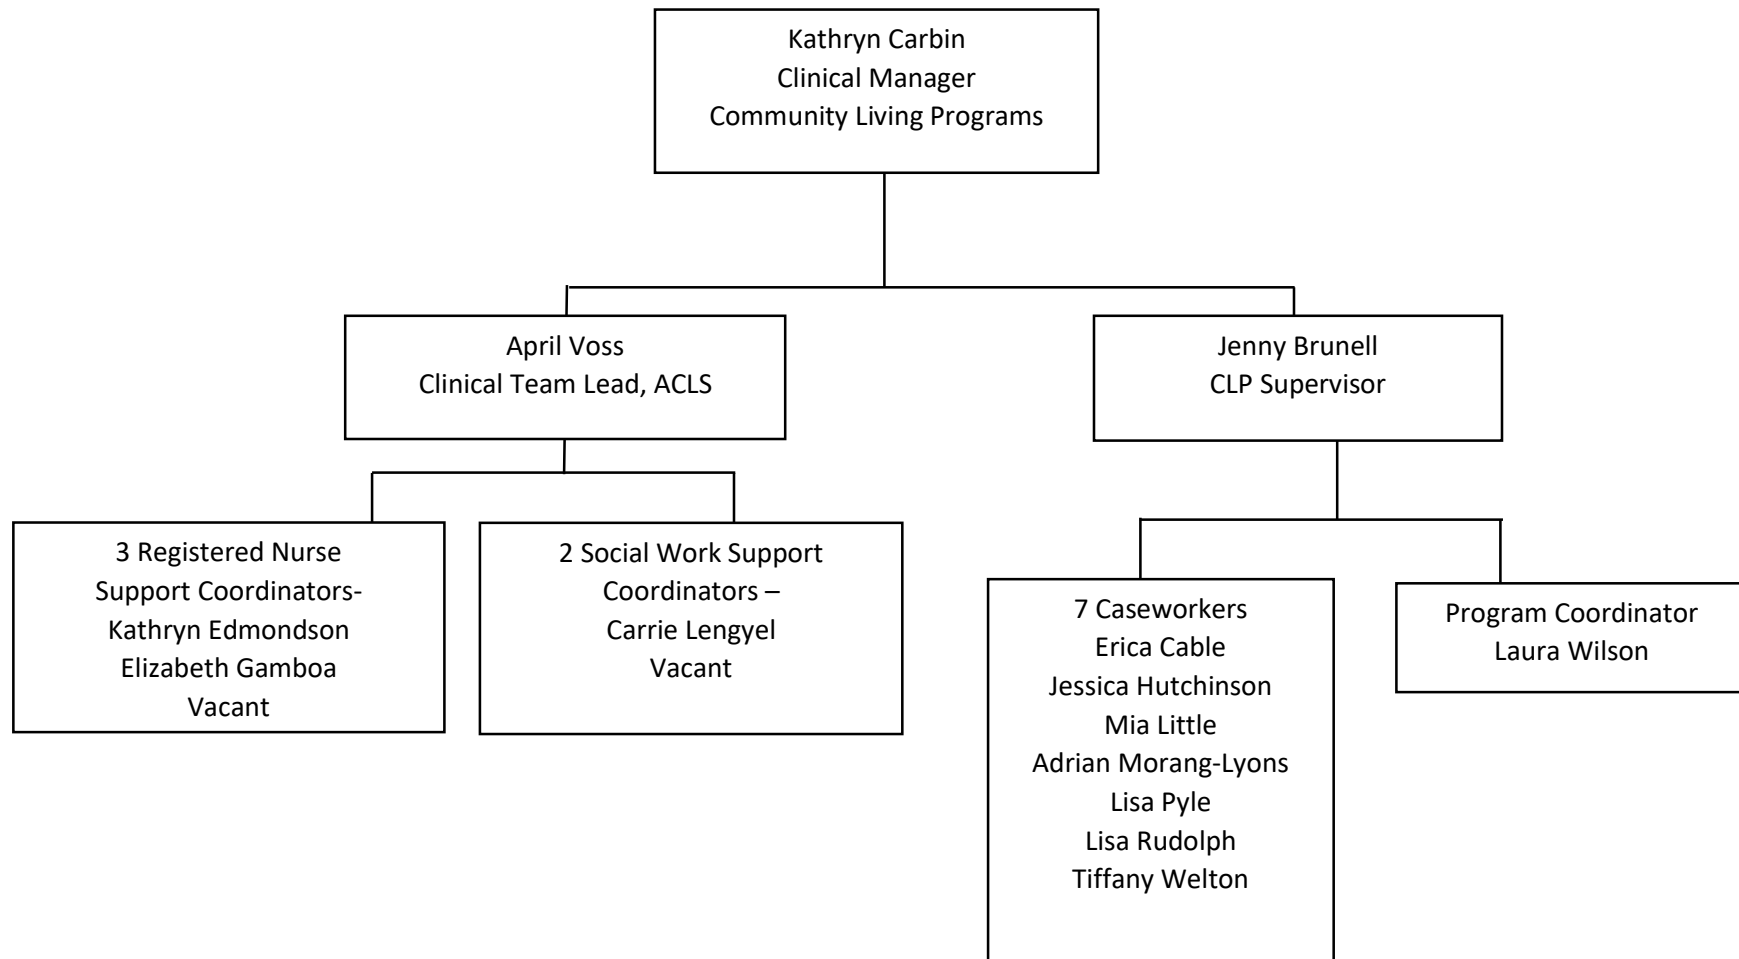 Kathryn Carbin
Clinical Manager
Community Living Programs
April Voss
Clinical Team Lead, ACLS
Jenny Brunell
CLP Supervisor
3 Registered Nurse
Support Coordinators-
Kathryn Edmondson
Elizabeth Gamboa
Vacant
2 Social Work Support
Coordinators –
Carrie Lengyel
Vacant
7 Caseworkers
Erica Cable
Jessica Hutchinson
Mia Little
Adrian Morang-Lyons
Lisa Pyle
Lisa Rudolph
Tiffany Welton
Program Coordinator
Laura Wilson